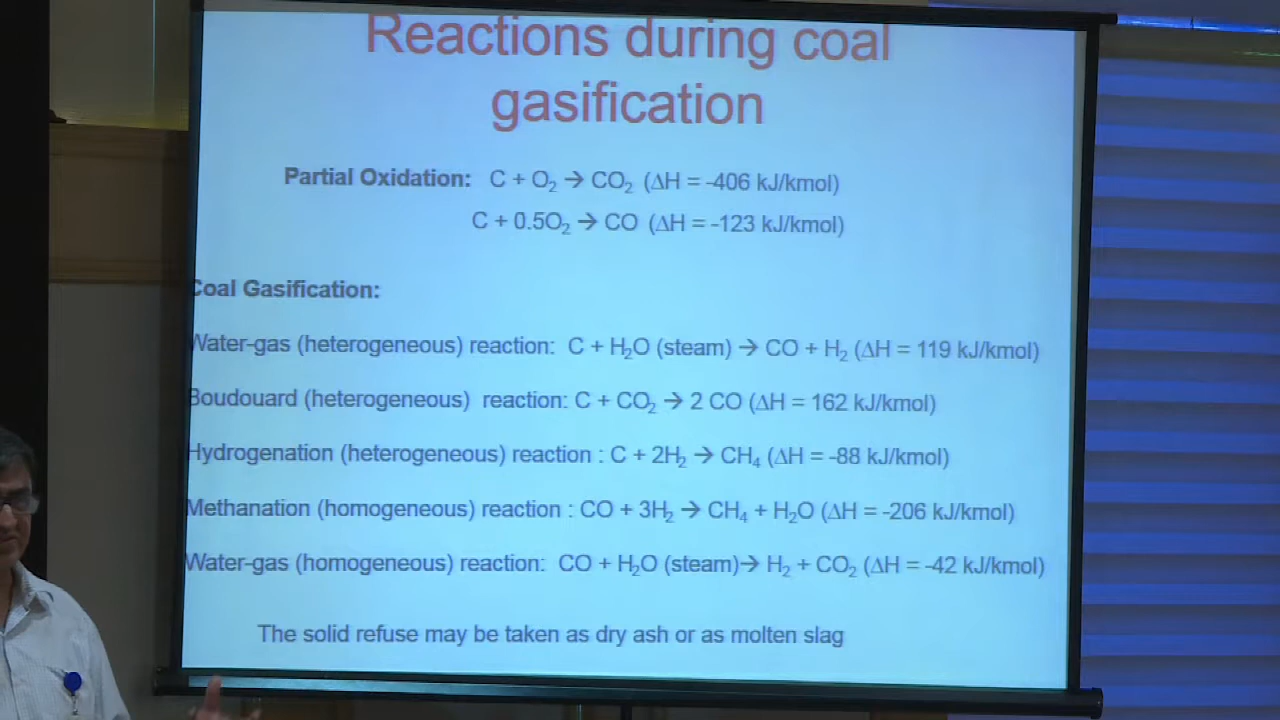 Reactions during coal
gasification
Partial Oxidation: C + O₂ → CO₂ (ΔH = -406 kJ/kmol)
C + 0.5O₂ → CO (ΔH = -123 kJ/kmol)
Coal Gasification:
Water-gas (heterogeneous) reaction: C + H₂O (steam) → CO + H₂ (ΔH = 119 kJ/kmol)
Boudouard (heterogeneous) reaction: C + CO₂ → 2 CO (ΔH = 162 kJ/kmol)
Hydrogenation (heterogeneous) reaction : C + 2H₂ → CH₄ (ΔH = -88 kJ/kmol)
Methanation (homogeneous) reaction : CO + 3H₂ → CH₄ + H₂O (ΔH = -206 kJ/kmol)
Water-gas (homogeneous) reaction: CO + H₂O (steam)→ H₂ + CO₂ (ΔH = -42 kJ/kmol)
The solid refuse may be taken as dry ash or as molten slag